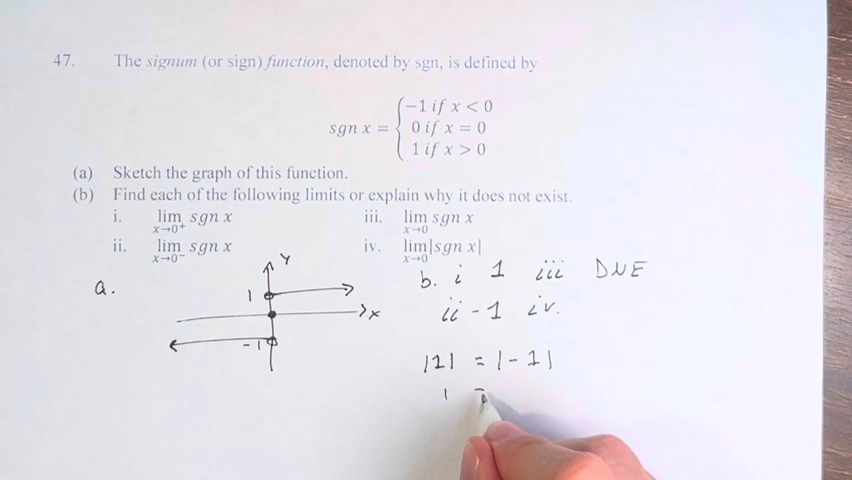 47. The signum (or sign) function, denoted by sgn, is defined by
sgn x = { −1 if x < 0
0 if x = 0
1 if x > 0
(a) Sketch the graph of this function.
(b) Find each of the following limits or explain why it does not exist.
i. lim x→0⁺ sgn x iii. lim x→0 sgn x
ii. lim x→0⁻ sgn x iv. lim x→0 |sgn x|
a. Y 1 X -1
b. i 1 iii DNE
ii -1 iv.
|1| = |-1|
1 =